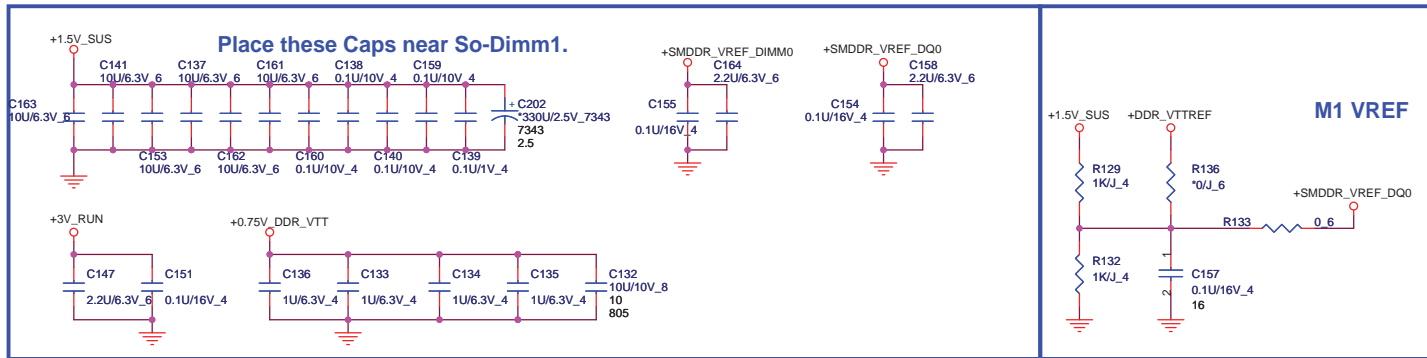 Place these Caps near So-Dimm1.
+1.5V_SUS
C141
10U/6.3V_6
C137
10U/6.3V_6
C161
10U/6.3V_6
C138
0.1U/10V_4
C159
0.1U/10V_4
C163
10U/6.3V_6
+
C202
*330U/2.5V_7343
7343
2.5
C153
10U/6.3V_6
C162
10U/6.3V_6
C160
0.1U/10V_4
C140
0.1U/10V_4
C139
0.1U/1V_4
+SMDDR_VREF_DIMM0
C164
2.2U/6.3V_6
C155
0.1U/16V_4
+SMDDR_VREF_DQ0
C158
2.2U/6.3V_6
C154
0.1U/16V_4
+3V_RUN
C147
2.2U/6.3V_6
C151
0.1U/16V_4
+0.75V_DDR_VTT
C136
1U/6.3V_4
C133
1U/6.3V_4
C134
1U/6.3V_4
C135
1U/6.3V_4
C132
10U/10V_8
10
805
M1 VREF
+1.5V_SUS
+DDR_VTTREF
R129
1K/J_4
R136
*0/J_6
+SMDDR_VREF_DQ0
R133
0_6
R132
1K/J_4
1
2
C157
0.1U/16V_4
16